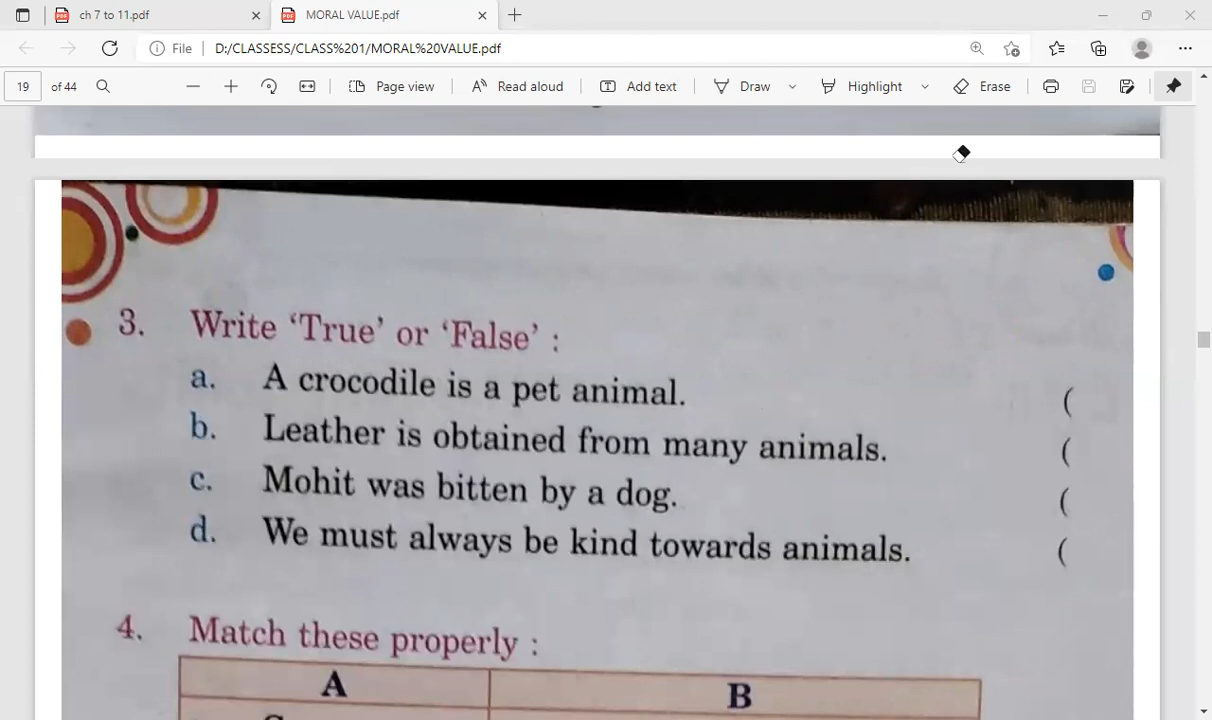 ch 7 to 11.pdf
MORAL VALUE.pdf
File
D:/CLASSESS/CLASS%201/MORAL%20VALUE.pdf
19 of 44
Page view
Read aloud
Add text
Draw
Highlight
Erase
3. Write ‘True’ or ‘False’ :
a. A crocodile is a pet animal. (
b. Leather is obtained from many animals. (
c. Mohit was bitten by a dog. (
d. We must always be kind towards animals. (
4. Match these properly :
A B